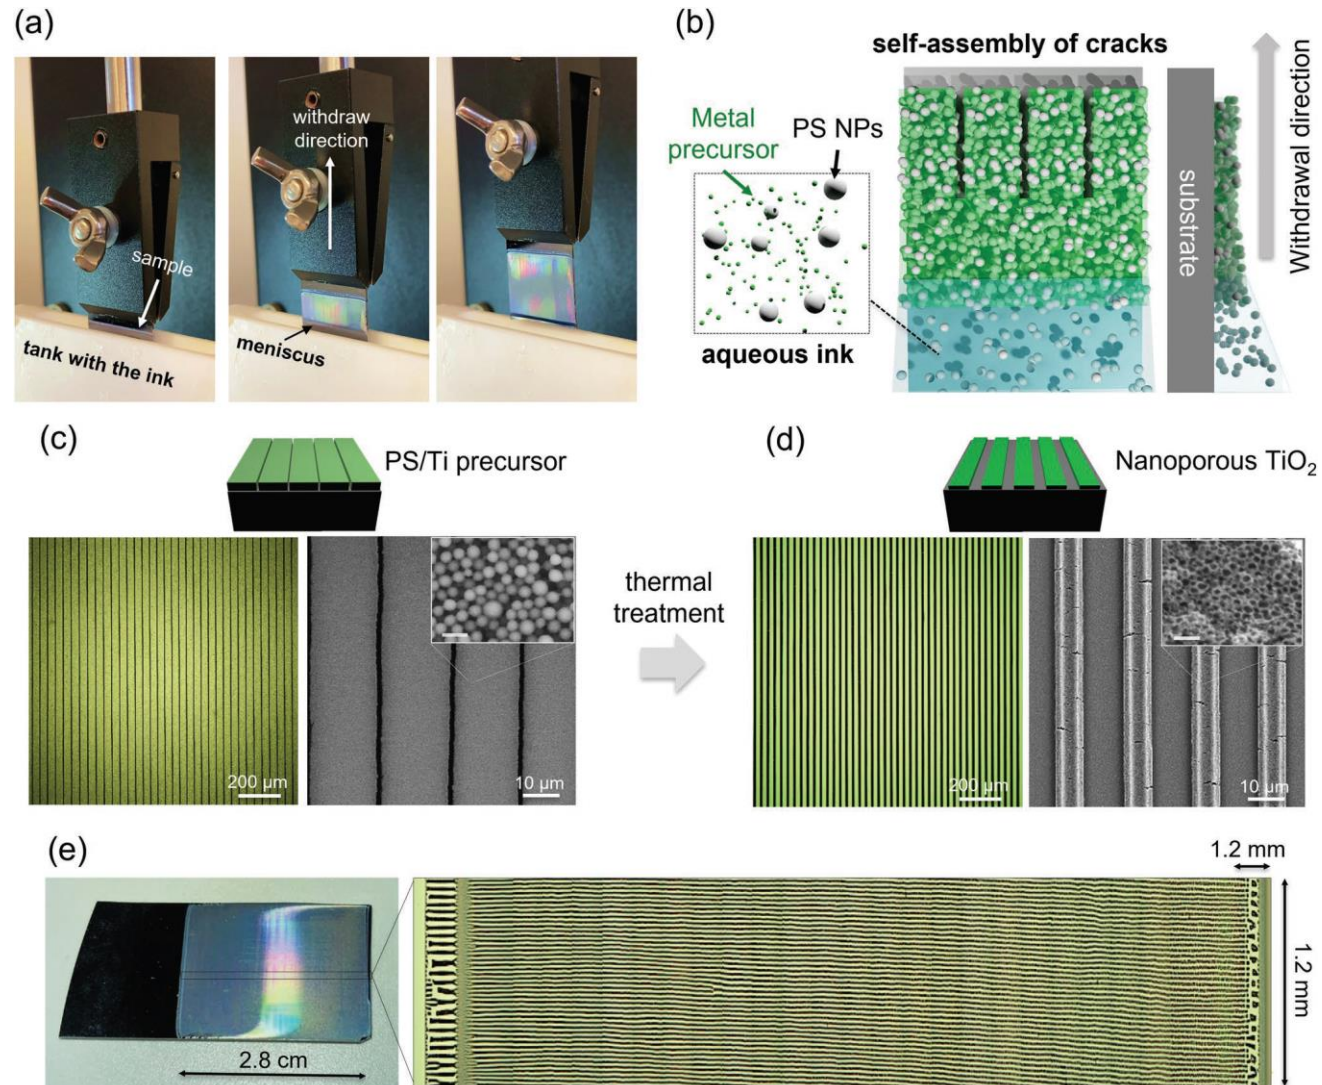 (a)
withdraw
direction
sample
tank with the ink
meniscus
(b)
self-assembly of cracks
Metal
precursor
PS NPs
aqueous ink
substrate
Withdrawal direction
(c)
PS/Ti precursor
200 µm
10 µm
thermal
treatment
(d)
Nanoporous TiO₂
200 µm
10 µm
(e)
2.8 cm
1.2 mm
1.2 mm